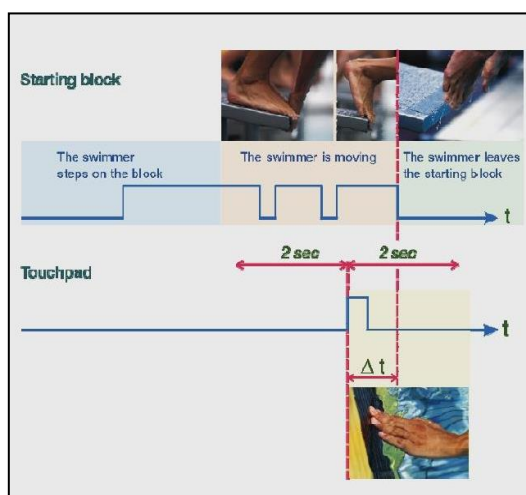 Starting block
The swimmer
steps on the block
The swimmer is moving
The swimmer leaves
the starting block
t
2 sec
2 sec
Touchpad
t
Δ t